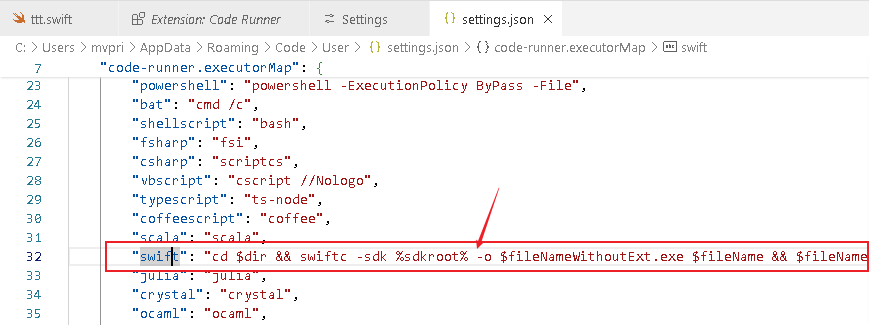 ttt.swift Extension: Code Runner Settings settings.json
C: > Users > mvpri > AppData > Roaming > Code > User > {} settings.json > {} code-runner.executorMap > swift
7 "code-runner.executorMap": {
23 "powershell": "powershell -ExecutionPolicy ByPass -File",
24 "bat": "cmd /c",
25 "shellscript": "bash",
26 "fsharp": "fsi",
27 "csharp": "scriptcs",
28 "vbscript": "cscript //Nologo",
29 "typescript": "ts-node",
30 "coffeescript": "coffee",
31 "scala": "scala",
32 "swift": "cd $dir && swiftc -sdk %sdkroot% -o $fileNameWithoutExt.exe $fileName && $fileName
33 "julia": "julia",
34 "crystal": "crystal",
35 "ocaml": "ocaml",